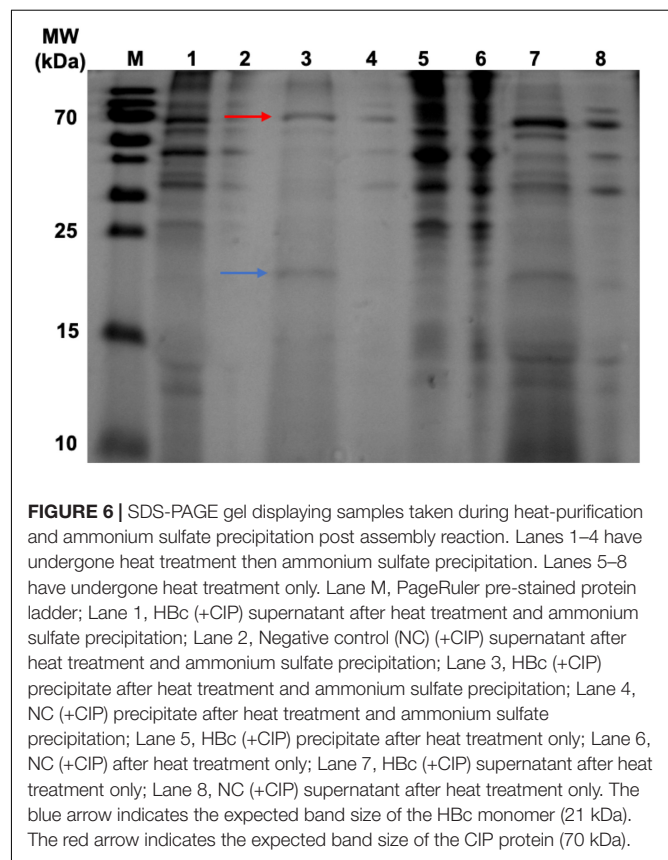 MW
(kDa)
M 1 2 3 4 5 6 7 8
70
25
15
10
FIGURE 6 | SDS-PAGE gel displaying samples taken during heat-purification
and ammonium sulfate precipitation post assembly reaction. Lanes 1–4 have
undergone heat treatment then ammonium sulfate precipitation. Lanes 5–8
have undergone heat treatment only. Lane M, PageRuler pre-stained protein
ladder; Lane 1, HBc (+CIP) supernatant after heat treatment and ammonium
sulfate precipitation; Lane 2, Negative control (NC) (+CIP) supernatant after
heat treatment and ammonium sulfate precipitation; Lane 3, HBc (+CIP)
precipitate after heat treatment and ammonium sulfate precipitation; Lane 4,
NC (+CIP) precipitate after heat treatment and ammonium sulfate
precipitation; Lane 5, HBc (+CIP) precipitate after heat treatment only; Lane 6,
NC (+CIP) after heat treatment only; Lane 7, HBc (+CIP) supernatant after heat
treatment only; Lane 8, NC (+CIP) supernatant after heat treatment only. The
blue arrow indicates the expected band size of the HBc monomer (21 kDa).
The red arrow indicates the expected band size of the CIP protein (70 kDa).